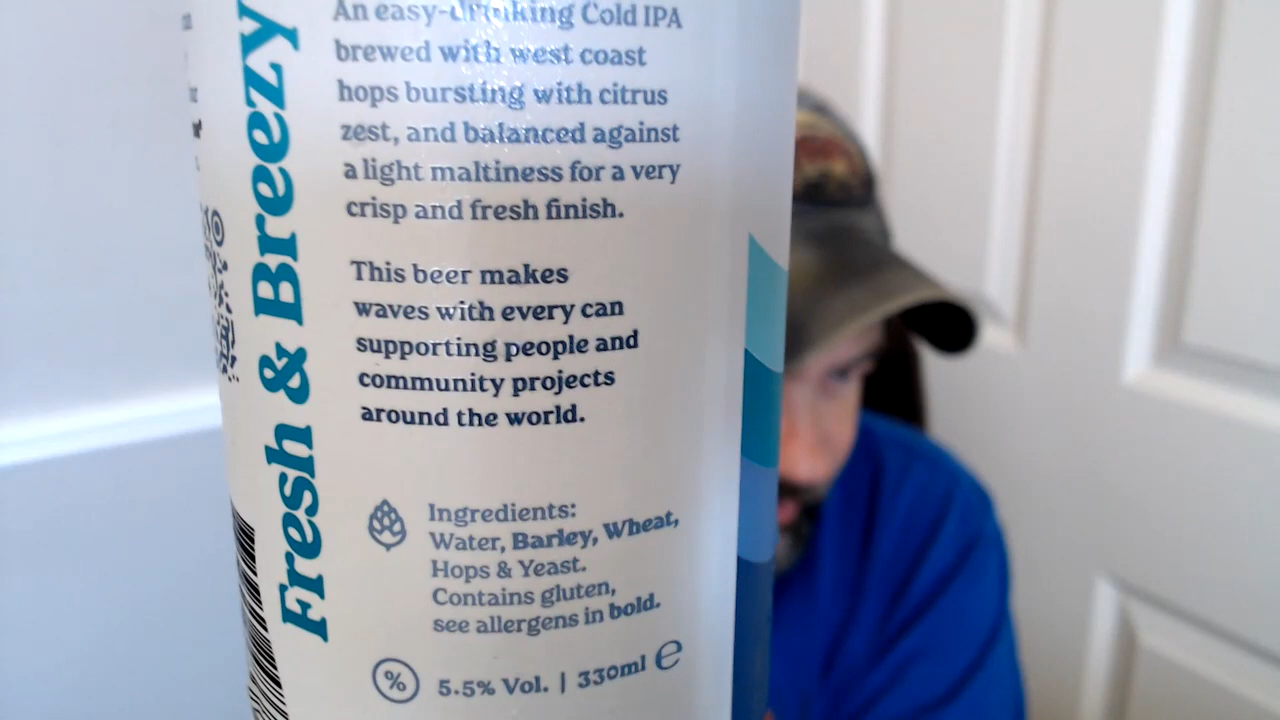 Fresh & Breezy
An easy-drinking Cold IPA
brewed with west coast
hops bursting with citrus
zest, and balanced against
a light maltiness for a very
crisp and fresh finish.
This beer makes
waves with every can
supporting people and
community projects
around the world.
Ingredients:
Water, Barley, Wheat,
Hops & Yeast.
Contains gluten,
see allergens in bold.
% 5.5% Vol. | 330ml ℮